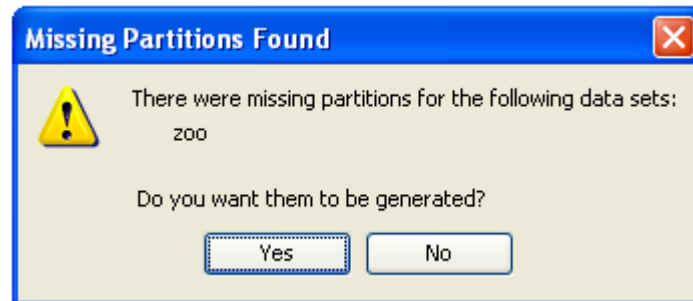 Missing Partitions Found
There were missing partitions for the following data sets:
zoo
Do you want them to be generated?
Yes No